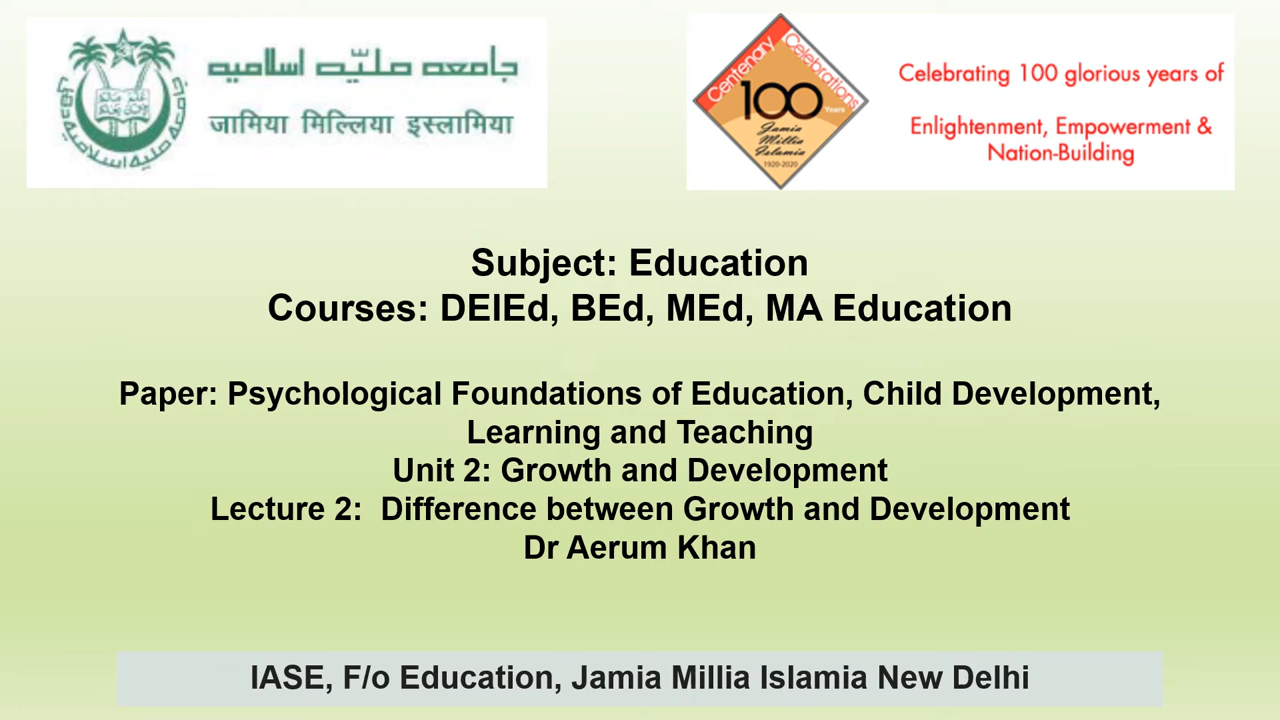 جامعہ ملیہ اسلامیہ
जामिया मिल्लिया इस्लामिया
Centenary Celebrations
100
Years
Jamia
Millia
Islamia
1920-2020
Celebrating 100 glorious years of
Enlightenment, Empowerment &
Nation-Building
Subject: Education
Courses: DElEd, BEd, MEd, MA Education
Paper: Psychological Foundations of Education, Child Development,
Learning and Teaching
Unit 2: Growth and Development
Lecture 2:  Difference between Growth and Development
Dr Aerum Khan
IASE, F/o Education, Jamia Millia Islamia New Delhi